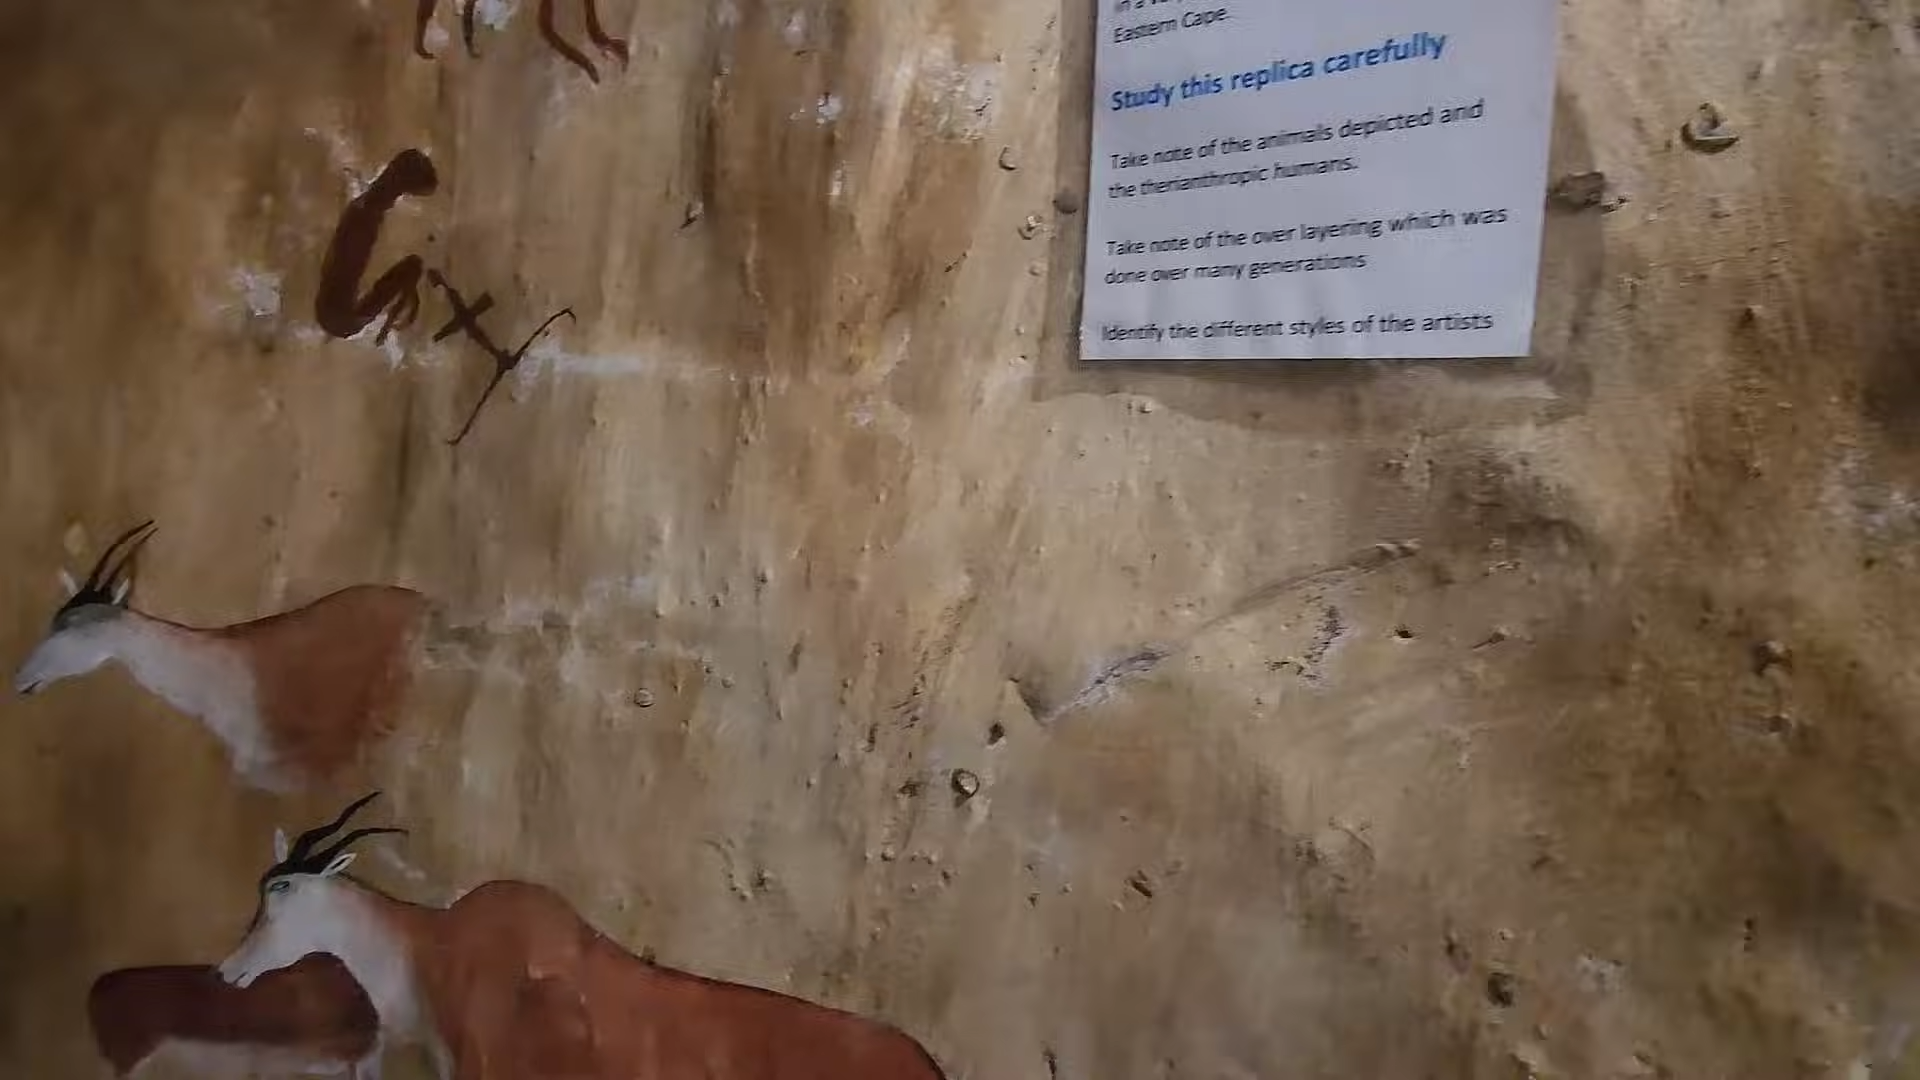 in a
Eastern Cape.
Study this replica carefully
Take note of the animals depicted and
the therianthropic humans.
Take note of the over layering which was
done over many generations
Identify the different styles of the artists